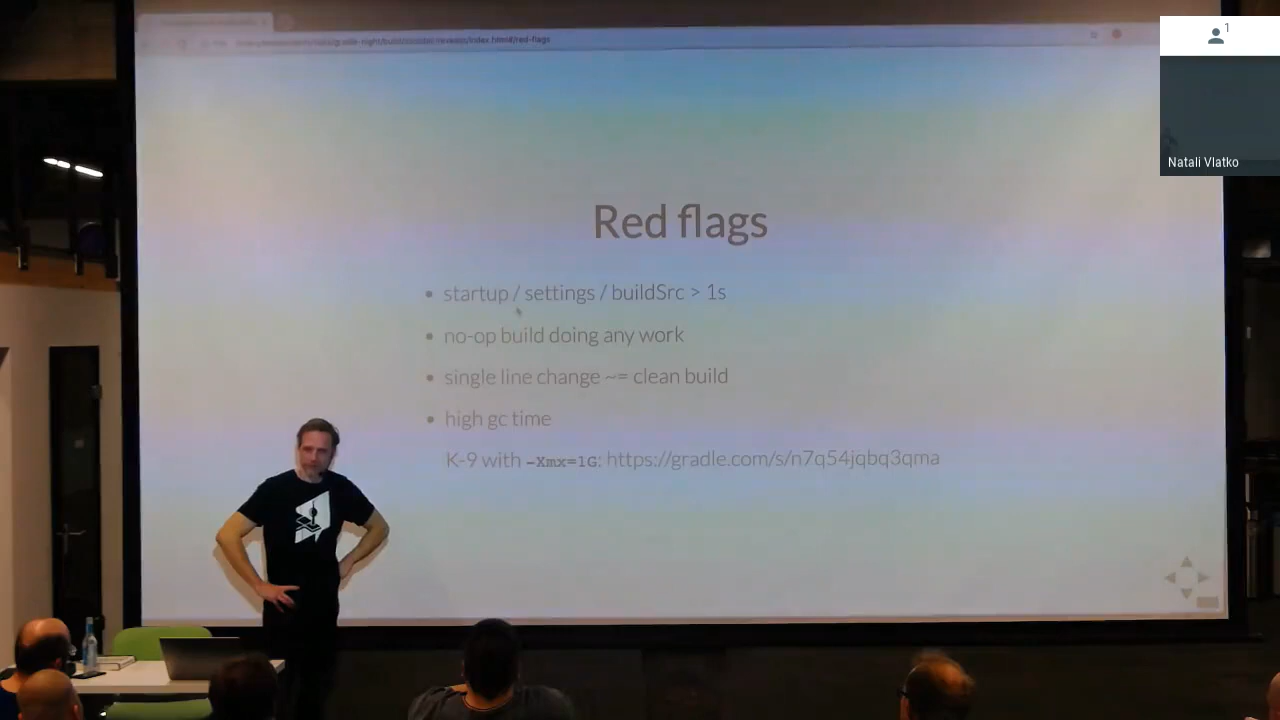 1
Natali Vlatko
Red flags
startup / settings / buildSrc > 1s
no-op build doing any work
single line change ~= clean build
high gc time
K-9 with -Xmx=1G: https://gradle.com/s/n7q54jqbq3qma